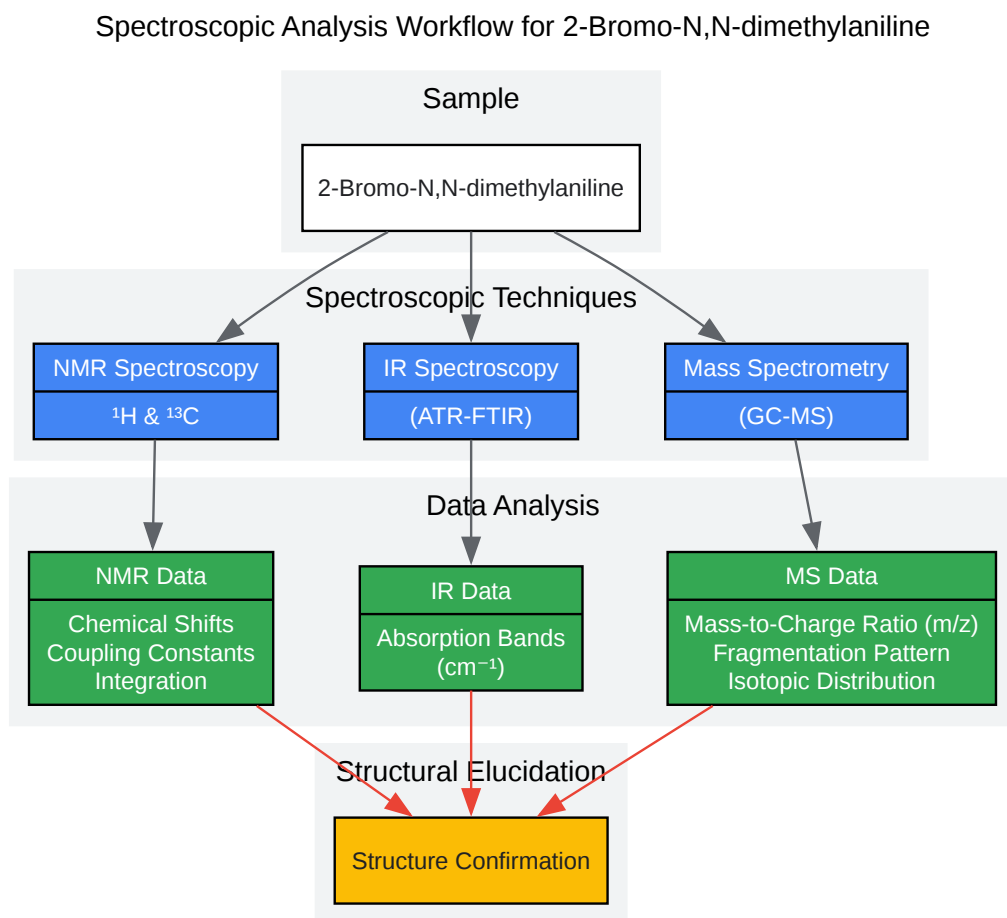 Spectroscopic Analysis Workflow for 2-Bromo-N,N-dimethylaniline
Sample
2-Bromo-N,N-dimethylaniline
Spectroscopic Techniques
NMR Spectroscopy
¹H & ¹³C
IR Spectroscopy
(ATR-FTIR)
Mass Spectrometry
(GC-MS)
Data Analysis
NMR Data
Chemical Shifts
Coupling Constants
Integration
IR Data
Absorption Bands
(cm⁻¹)
MS Data
Mass-to-Charge Ratio (m/z)
Fragmentation Pattern
Isotopic Distribution
Structural Elucidation
Structure Confirmation